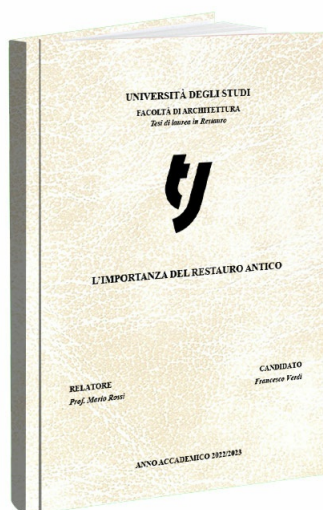 UNIVERSITÀ DEGLI STUDI
FACOLTÀ DI ARCHITETTURA
Tesi di laurea in Restauro
tj
L'IMPORTANZA DEL RESTAURO ANTICO
RELATORE
Prof. Mario Rossi
CANDIDATO
Francesco Verdi
ANNO ACCADEMICO 2022/2023